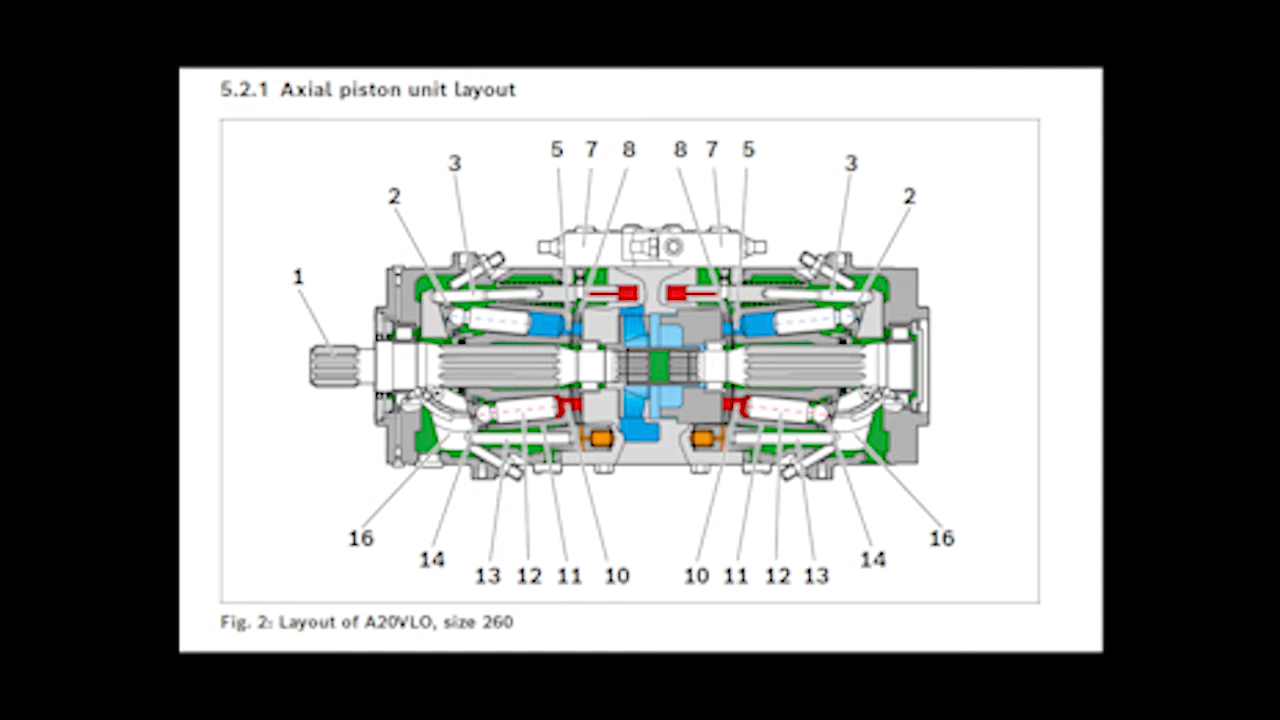 5.2.1 Axial piston unit layout
5 7 8 8 7 5
3 3
2 2
1
16 16
14 14
13 12 11 10 10 11 12 13
Fig. 2: Layout of A20VLO, size 260